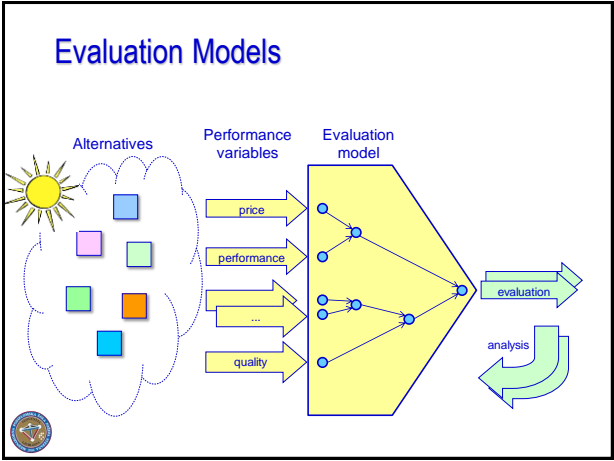 Evaluation Models
Alternatives
Performance
variables
Evaluation
model
price
performance
...
quality
evaluation
analysis